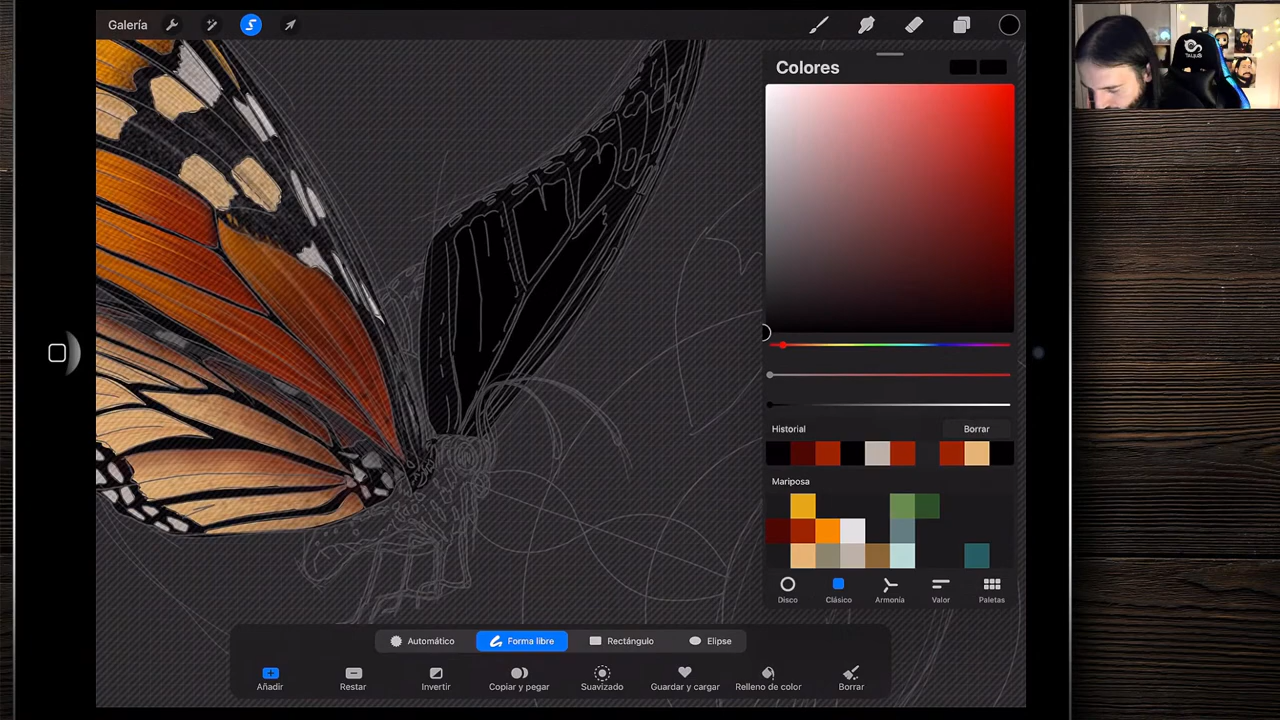 Galería
Colores
Historial
Borrar
Mariposa
Disco
Clásico
Armonía
Valor
Paletas
Automático
Forma libre
Rectángulo
Elipse
Añadir
Restar
Invertir
Copiar y pegar
Suavizado
Guardar y cargar
Relleno de color
Borrar